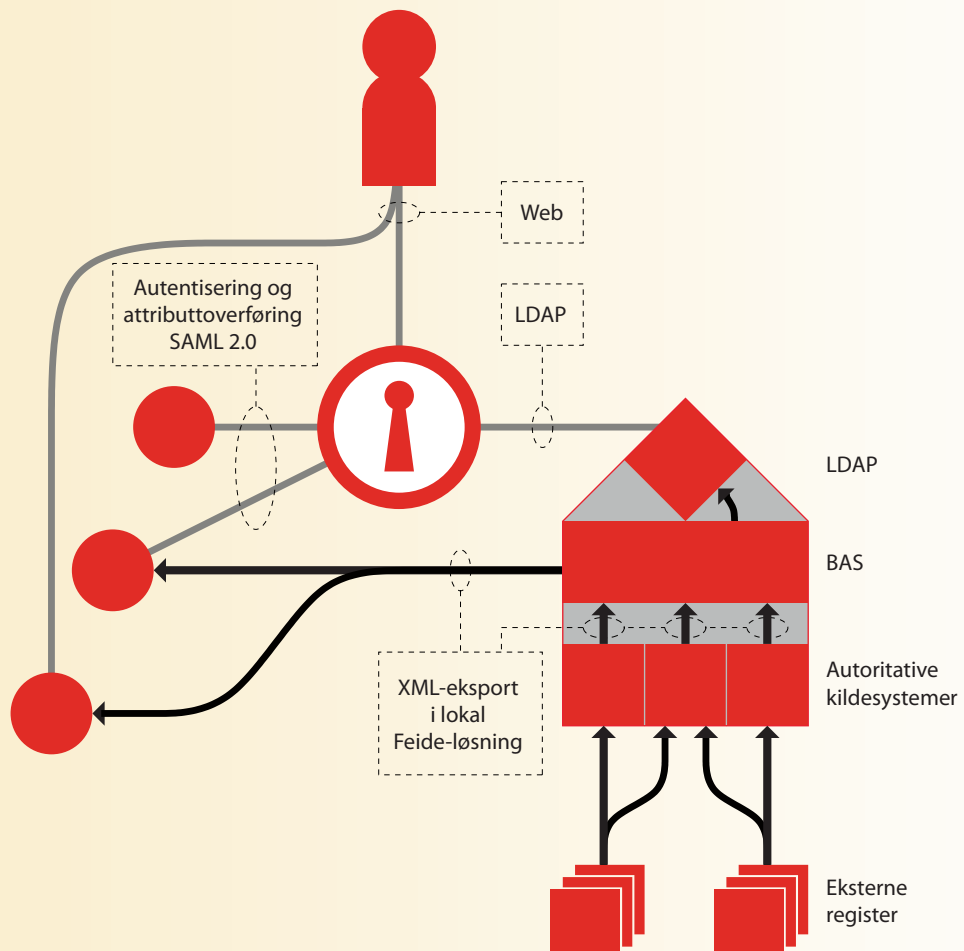 Web
Autentisering og
attributtoverføring
SAML 2.0
LDAP
LDAP
BAS
XML-eksport
i lokal
Feide-løsning
Autoritative
kildesystemer
Eksterne
register